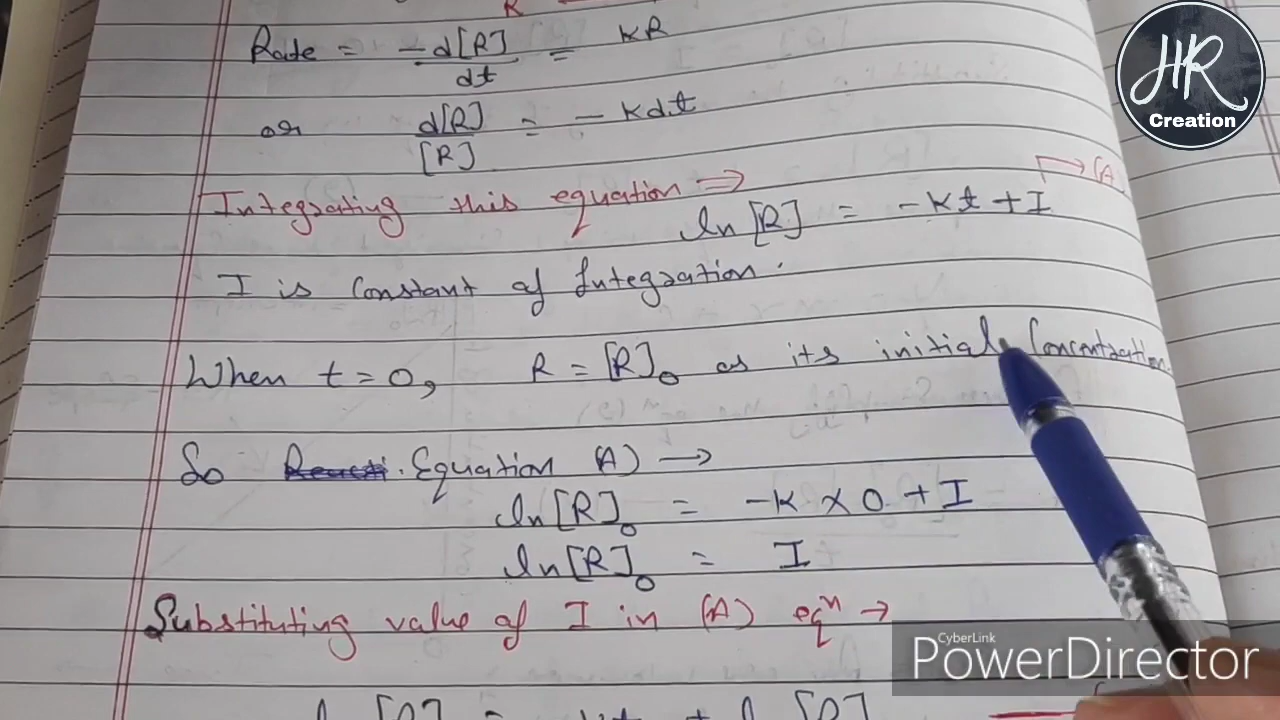 Rate = -d[R]/dt = KR
or d[R]/[R] = - Kdt
Integrating this equation ⇒
ln [R] = -Kt + I → (A)
I is Constant of Integration.
When t = 0, R = [R]₀ as its initial Concentration
So Equation (A) →
ln [R]₀ = -K × 0 + I
ln [R]₀ = I
Substituting value of I in (A) eqⁿ →
HR
Creation
CyberLink
PowerDirector